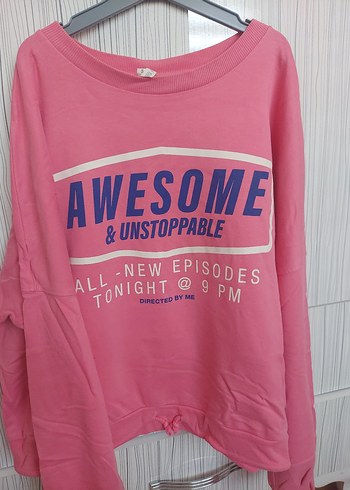 AWESOME
& UNSTOPPABLE
ALL-NEW EPISODES
TONIGHT @ 9 PM
DIRECTED BY ME